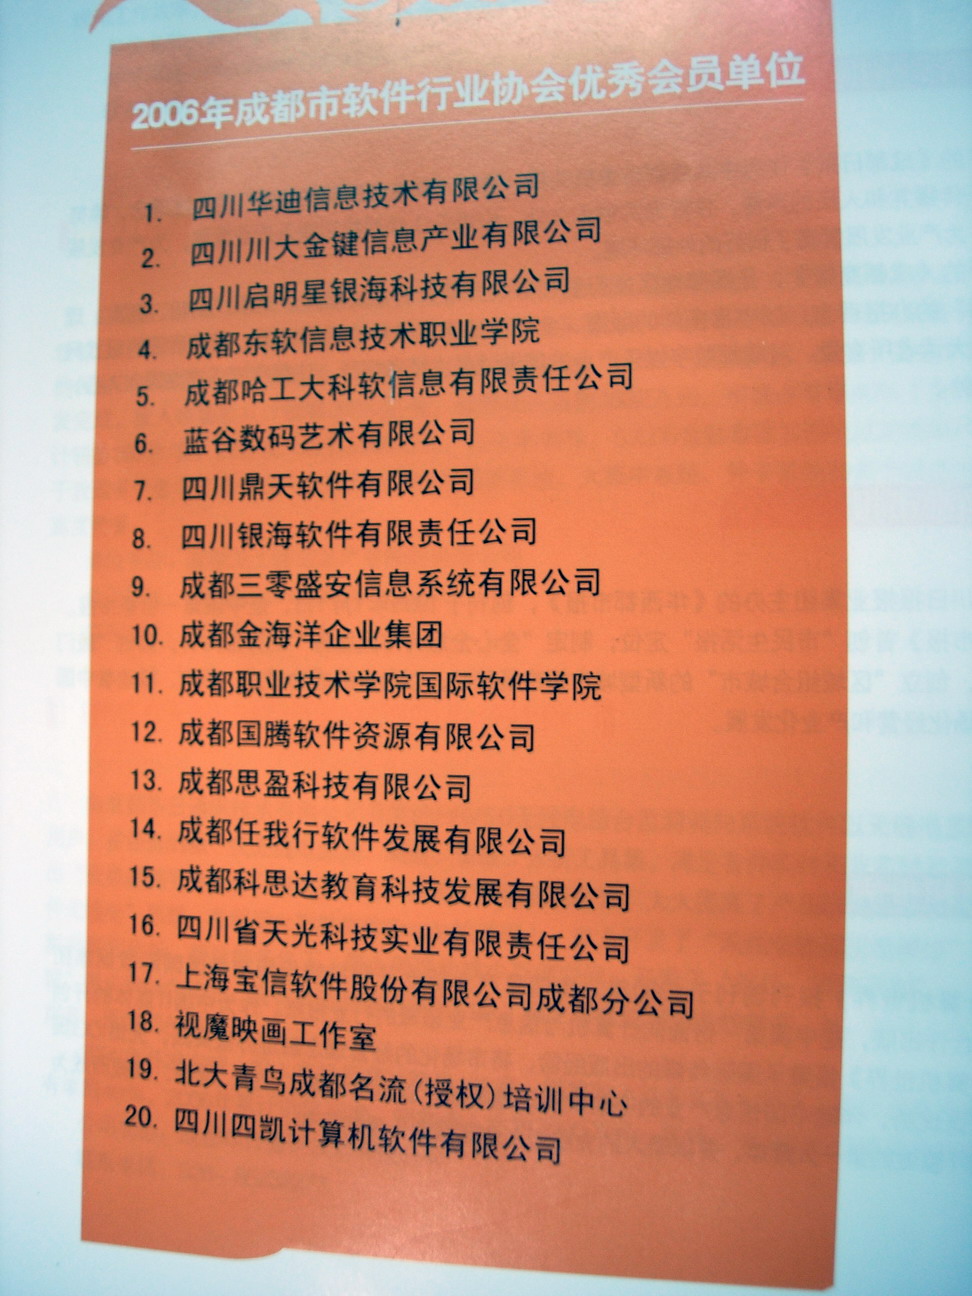 2006年成都市软件行业协会优秀会员单位
1. 四川华迪信息技术有限公司
2. 四川川大金键信息产业有限公司
3. 四川启明星银海科技有限公司
4. 成都东软信息技术职业学院
5. 成都哈工大科软信息有限责任公司
6. 蓝谷数码艺术有限公司
7. 四川鼎天软件有限公司
8. 四川银海软件有限责任公司
9. 成都三零盛安信息系统有限公司
10. 成都金海洋企业集团
11. 成都职业技术学院国际软件学院
12. 成都国腾软件资源有限公司
13. 成都思盈科技有限公司
14. 成都任我行软件发展有限公司
15. 成都科思达教育科技发展有限公司
16. 四川省天光科技实业有限责任公司
17. 上海宝信软件股份有限公司成都分公司
18. 视魔映画工作室
19. 北大青鸟成都名流(授权)培训中心
20. 四川四凯计算机软件有限公司